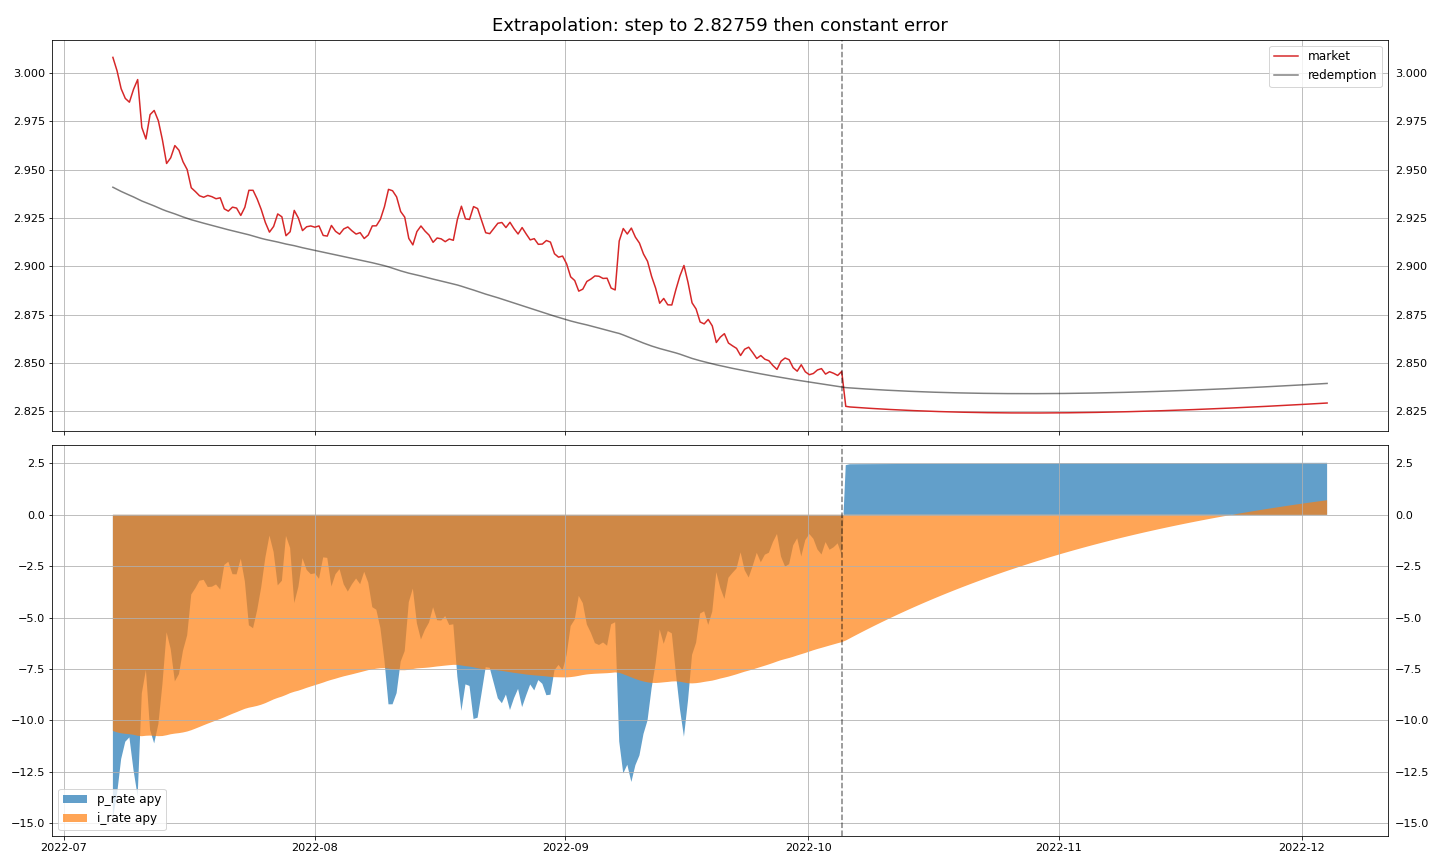 Extrapolation: step to 2.82759 then constant error
market
redemption
3.000 3.000
2.975 2.975
2.950 2.950
2.925 2.925
2.900 2.900
2.875 2.875
2.850 2.850
2.825 2.825
2.5 2.5
0.0 0.0
−2.5 −2.5
−5.0 −5.0
−7.5 −7.5
−10.0 −10.0
−12.5 −12.5
−15.0 −15.0
p_rate apy
i_rate apy
2022-07 2022-08 2022-09 2022-10 2022-11 2022-12